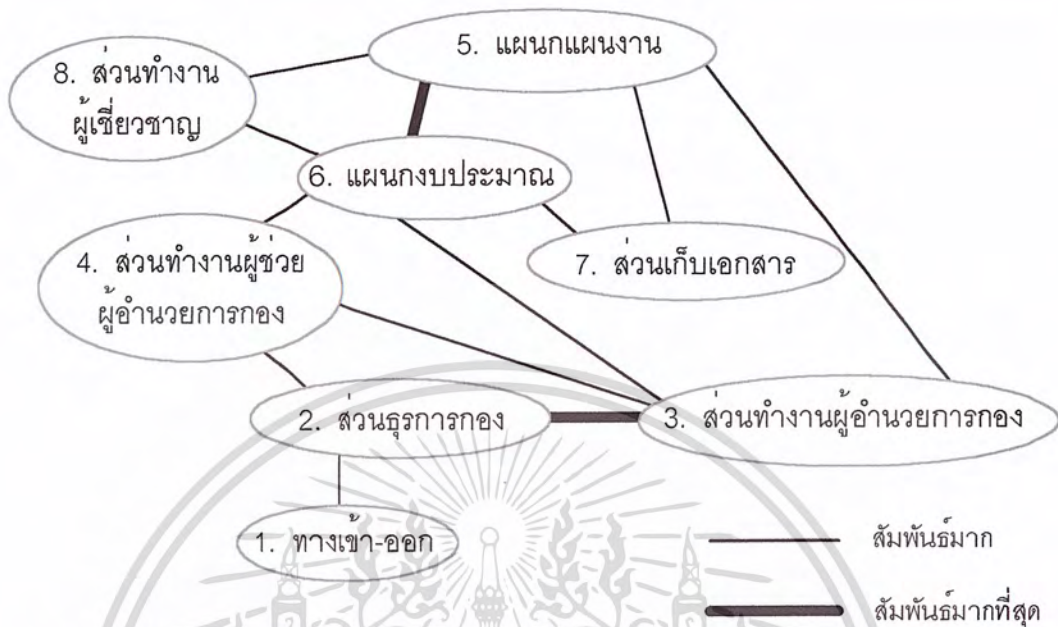 5. แผนกแผนงาน
8. ส่วนทำงาน
ผู้เชี่ยวชาญ
6. แผนกงบประมาณ
4. ส่วนทำงานผู้ช่วย
ผู้อำนวยการกอง
7. ส่วนเก็บเอกสาร
2. ส่วนธุรการกอง
3. ส่วนทำงานผู้อำนวยการกอง
1. ทางเข้า-ออก
สัมพันธ์มาก
สัมพันธ์มากที่สุด